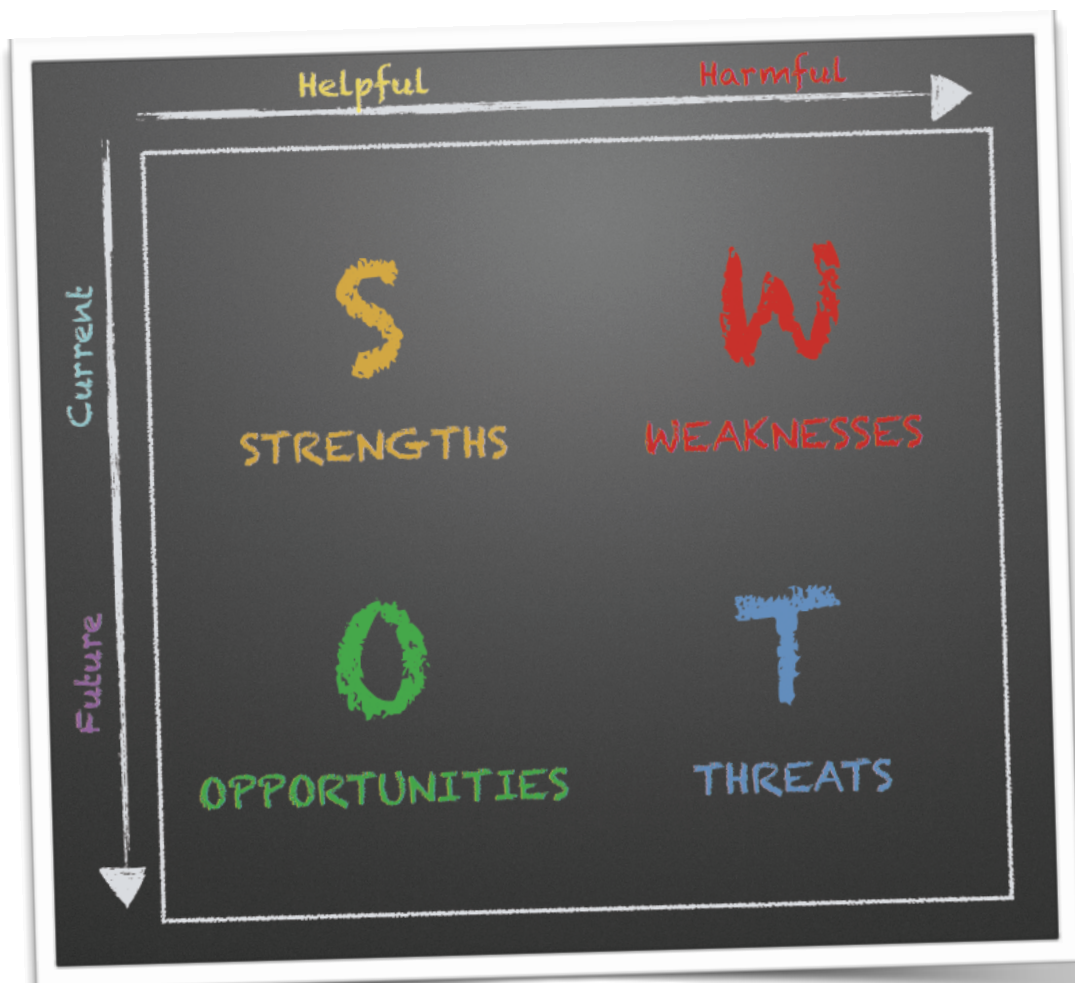 Helpful
Harmful
Current
S
W
STRENGTHS
WEAKNESSES
Future
O
T
OPPORTUNITIES
THREATS